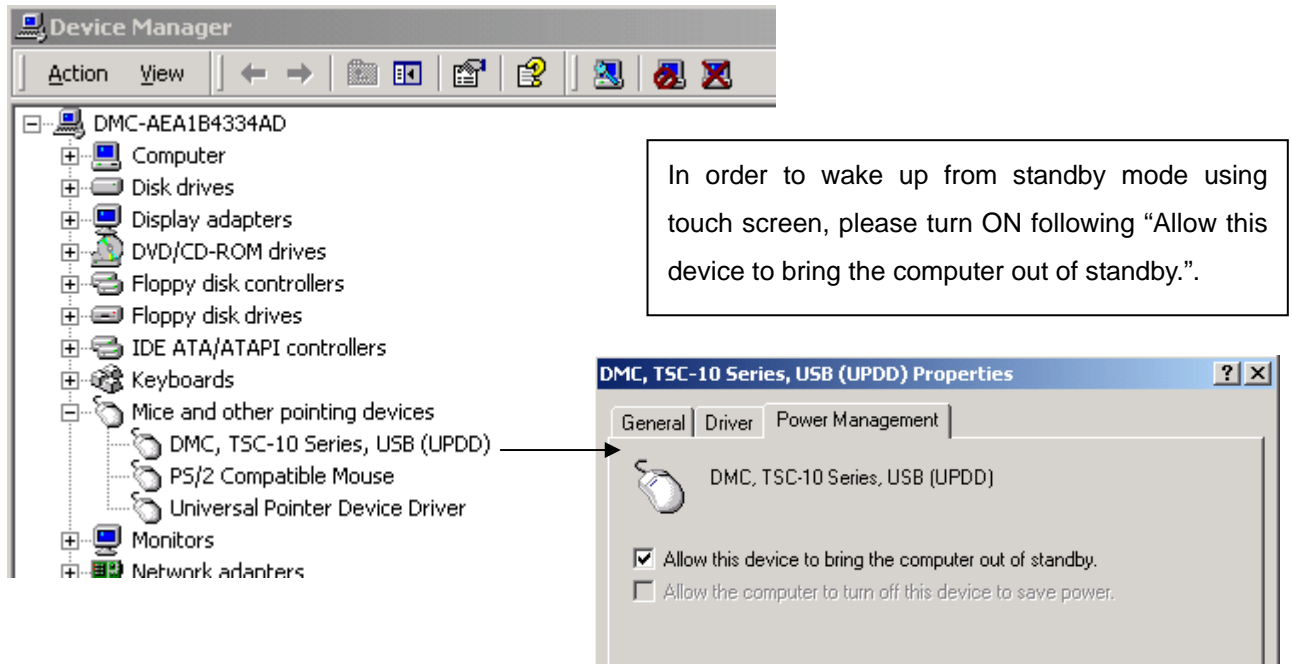 Device Manager
Action View
DMC-AEA1B4334AD
Computer
Disk drives
Display adapters
DVD/CD-ROM drives
Floppy disk controllers
Floppy disk drives
IDE ATA/ATAPI controllers
Keyboards
Mice and other pointing devices
DMC, TSC-10 Series, USB (UPDD)
PS/2 Compatible Mouse
Universal Pointer Device Driver
Monitors
Network adapters
In order to wake up from standby mode using
touch screen, please turn ON following “Allow this
device to bring the computer out of standby.”.
DMC, TSC-10 Series, USB (UPDD) Properties
General Driver Power Management
DMC, TSC-10 Series, USB (UPDD)
Allow this device to bring the computer out of standby.
Allow the computer to turn off this device to save power.